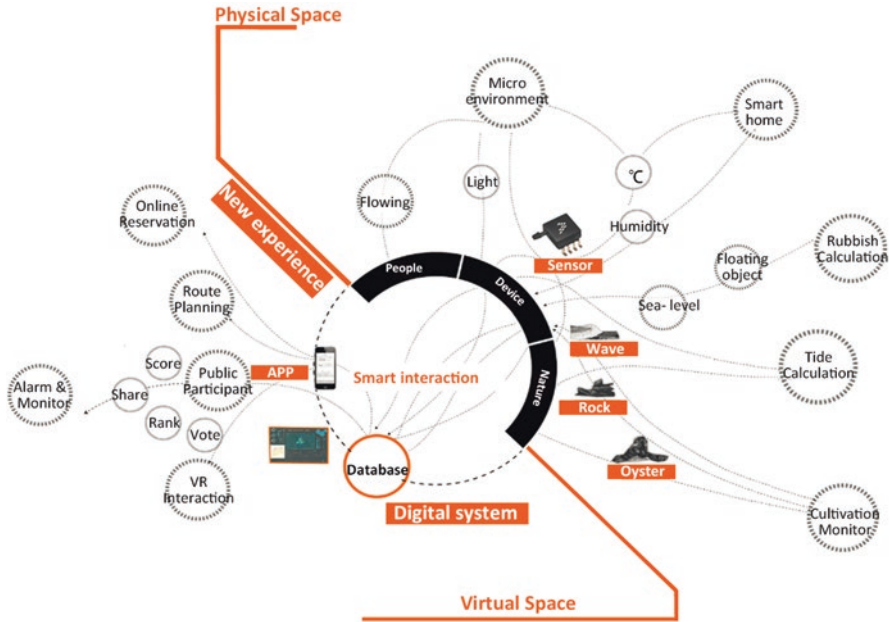 Physical Space
Micro
environment
Smart
home
℃
Light
Flowing
Online
Reservation
New experience
Humidity
Sensor
Floating
object
Rubbish
Calculation
People
Device
Nature
Route
Planning
Sea- level
Wave
Tide
Calculation
Score
Public
Participant
APP
Smart interaction
Alarm &
Monitor
Share
Rock
Rank
Vote
Oyster
Database
VR
Interaction
Digital system
Cultivation
Monitor
Virtual Space